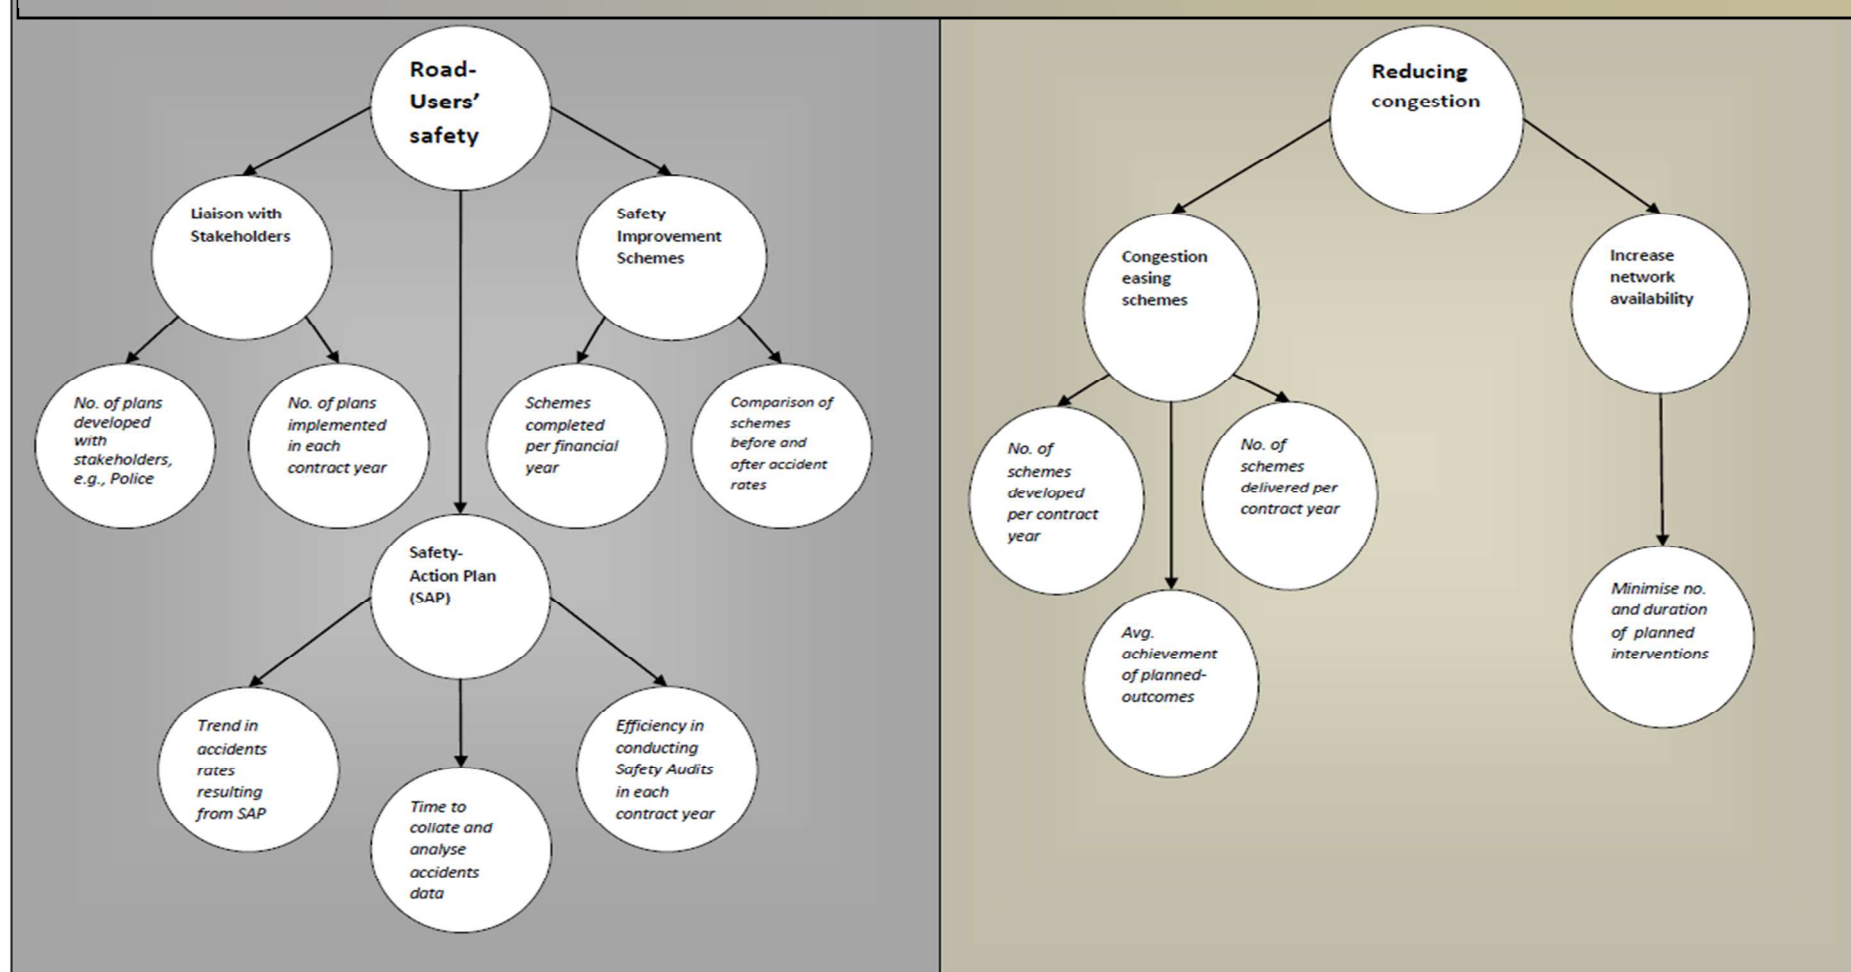 Road-
Users’
safety
Liaison with
Stakeholders
Safety
Improvement
Schemes
No. of plans
developed
with
stakeholders,
e.g., Police
No. of plans
implemented
in each
contract year
Schemes
completed
per financial
year
Comparison of
schemes
before and
after accident
rates
Safety-
Action Plan
(SAP)
Trend in
accidents
rates
resulting
from SAP
Time to
collate and
analyse
accidents
data
Efficiency in
conducting
Safety Audits
in each
contract year
Reducing
congestion
Congestion
easing
schemes
Increase
network
availability
No. of
schemes
developed
per contract
year
No. of
schemes
delivered per
contract year
Avg.
achievement
of planned-
outcomes
Minimise no.
and duration
of planned
interventions